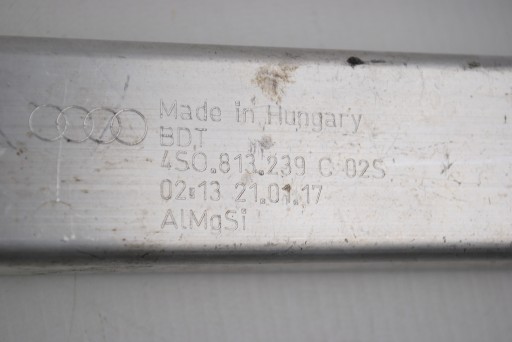 Made in Hungary
BDT
4S0.813.239 C 02S
02:13 21.01.17
AlMgSi